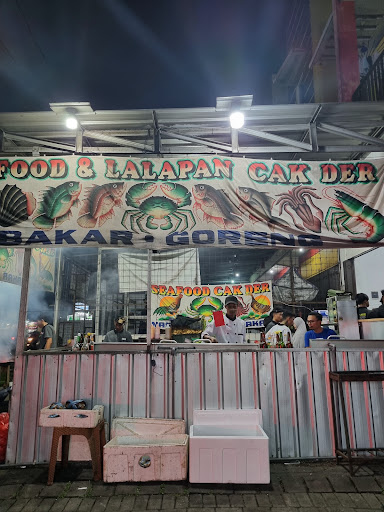 FOOD & LALAPAN CAK DER
BAKAR - GORENG
SEAFOOD CAK DER